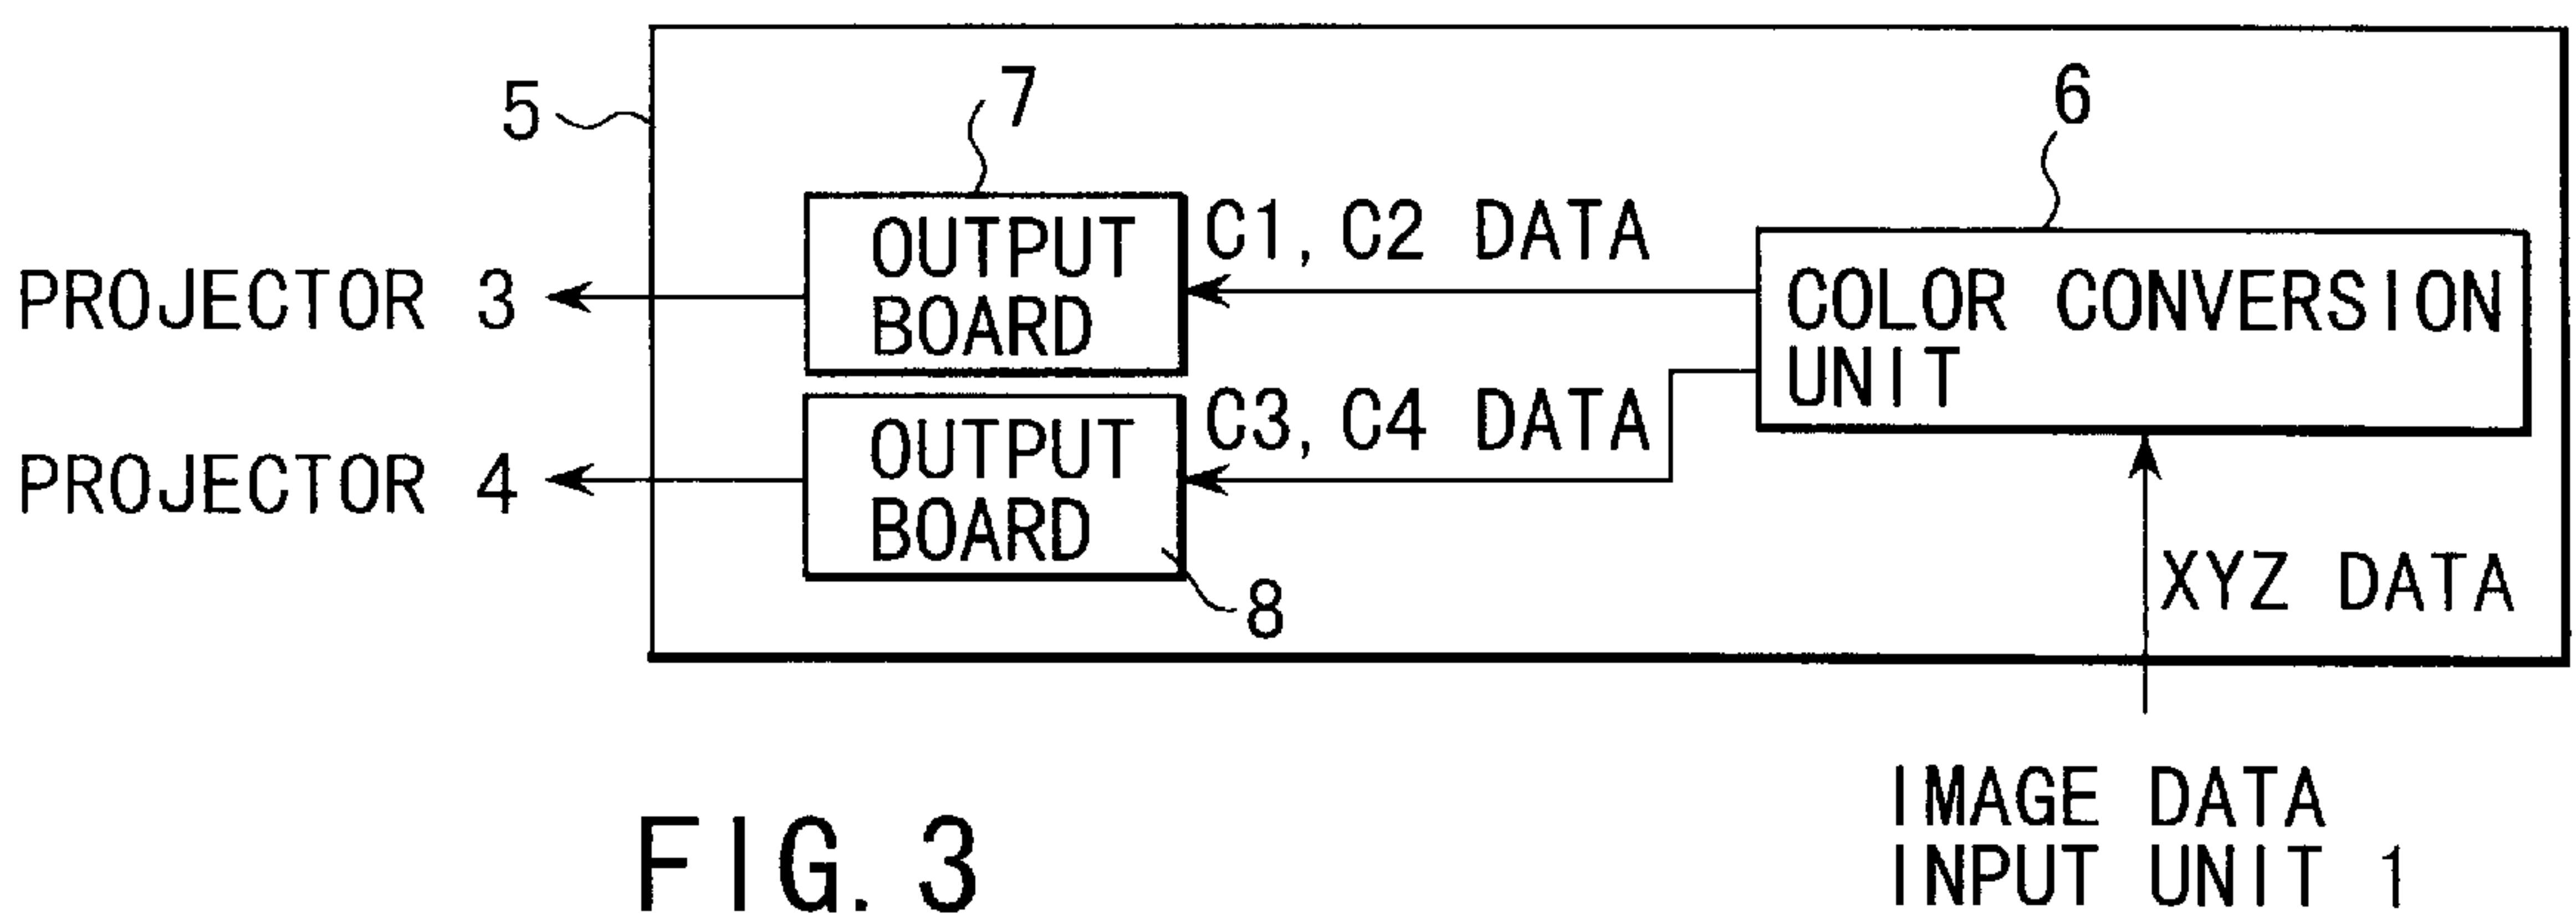 5
7
6
OUTPUT
BOARD
C1, C2 DATA
COLOR CONVERSION
UNIT
PROJECTOR 3
OUTPUT
BOARD
C3, C4 DATA
PROJECTOR 4
8
XYZ DATA
IMAGE DATA
INPUT UNIT 1
FIG. 3